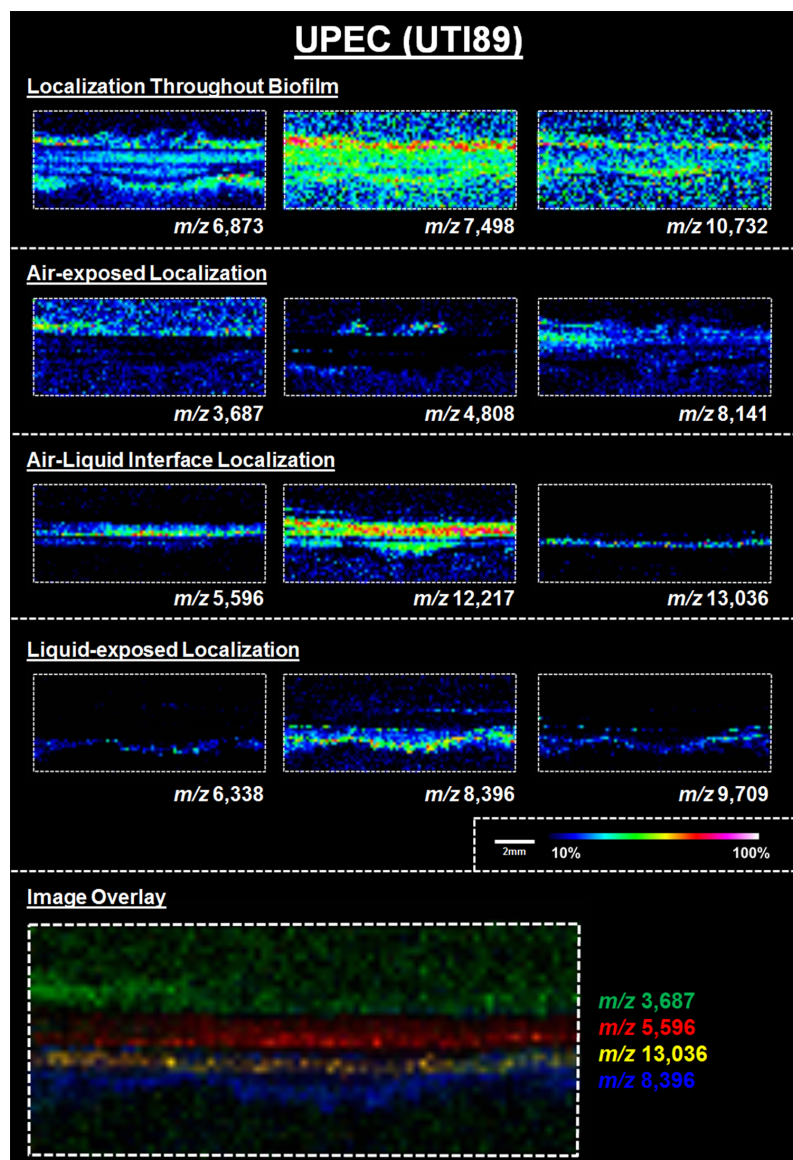 UPEC (UTI89)
Localization Throughout Biofilm
m/z 6,873 m/z 7,498 m/z 10,732
Air-exposed Localization
m/z 3,687 m/z 4,808 m/z 8,141
Air-Liquid Interface Localization
m/z 5,596 m/z 12,217 m/z 13,036
Liquid-exposed Localization
m/z 6,338 m/z 8,396 m/z 9,709
2mm 10% 100%
Image Overlay
m/z 3,687
m/z 5,596
m/z 13,036
m/z 8,396